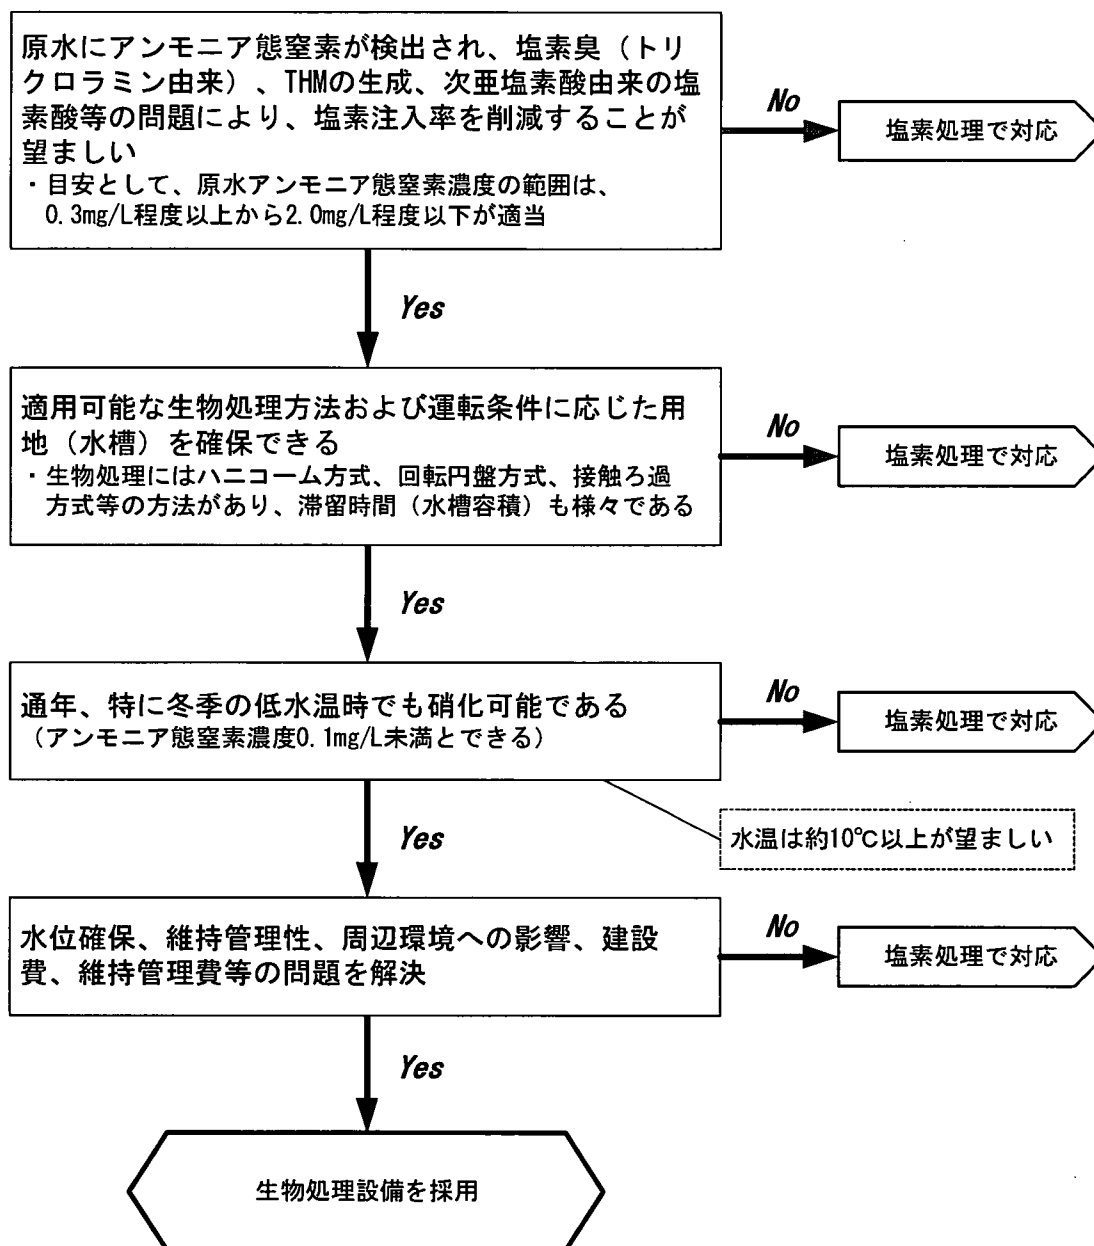 原水にアンモニア態窒素が検出され、塩素臭（トリ
クロラミン由来）、THMの生成、次亜塩素酸由来の塩
素酸等の問題により、塩素注入率を削減することが
望ましい
・目安として、原水アンモニア態窒素濃度の範囲は、
0.3mg/L程度以上から2.0mg/L程度以下が適当
No
塩素処理で対応
Yes
適用可能な生物処理方法および運転条件に応じた用
地（水槽）を確保できる
・生物処理にはハニコーム方式、回転円盤方式、接触ろ過
方式等の方法があり、滞留時間（水槽容積）も様々である
No
塩素処理で対応
Yes
通年、特に冬季の低水温時でも硝化可能である
（アンモニア態窒素濃度0.1mg/L未満とできる）
No
塩素処理で対応
水温は約10℃以上が望ましい
Yes
水位確保、維持管理性、周辺環境への影響、建設
費、維持管理費等の問題を解決
No
塩素処理で対応
Yes
生物処理設備を採用